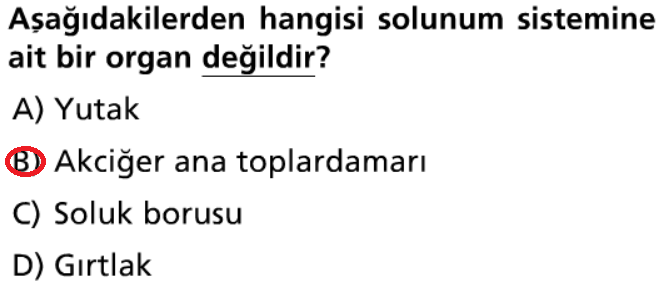 Aşağıdakilerden hangisi solunum sistemine
ait bir organ değildir?
A) Yutak
B) Akciğer ana toplardamarı
C) Soluk borusu
D) Gırtlak